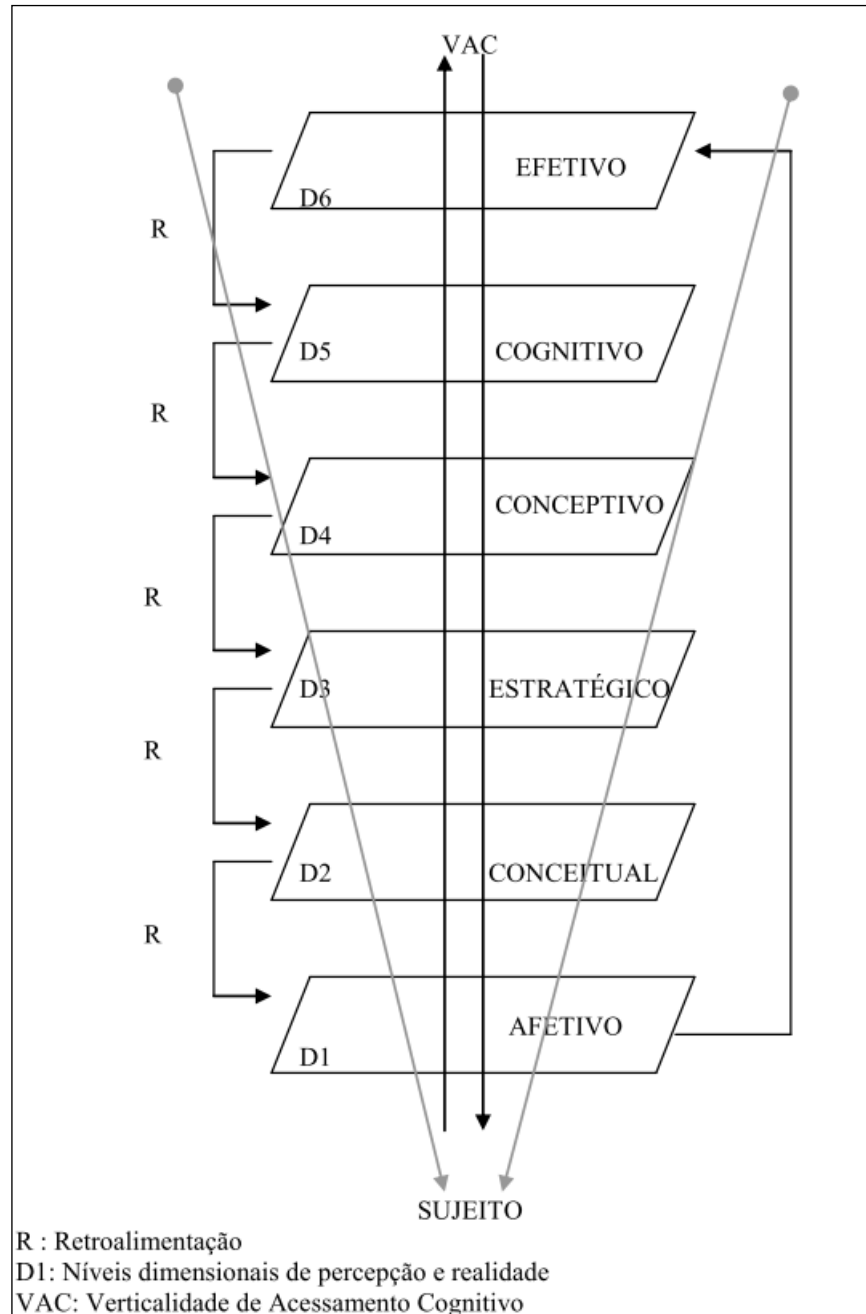 VAC
EFETIVO
D6
R
D5
COGNITIVO
R
CONCEPTIVO
D4
R
D3
ESTRATÉGICO
R
D2
CONCEITUAL
R
AFETIVO
D1
SUJEITO
R : Retroalimentação
D1: Níveis dimensionais de percepção e realidade
VAC: Verticalidade de Acessamento Cognitivo